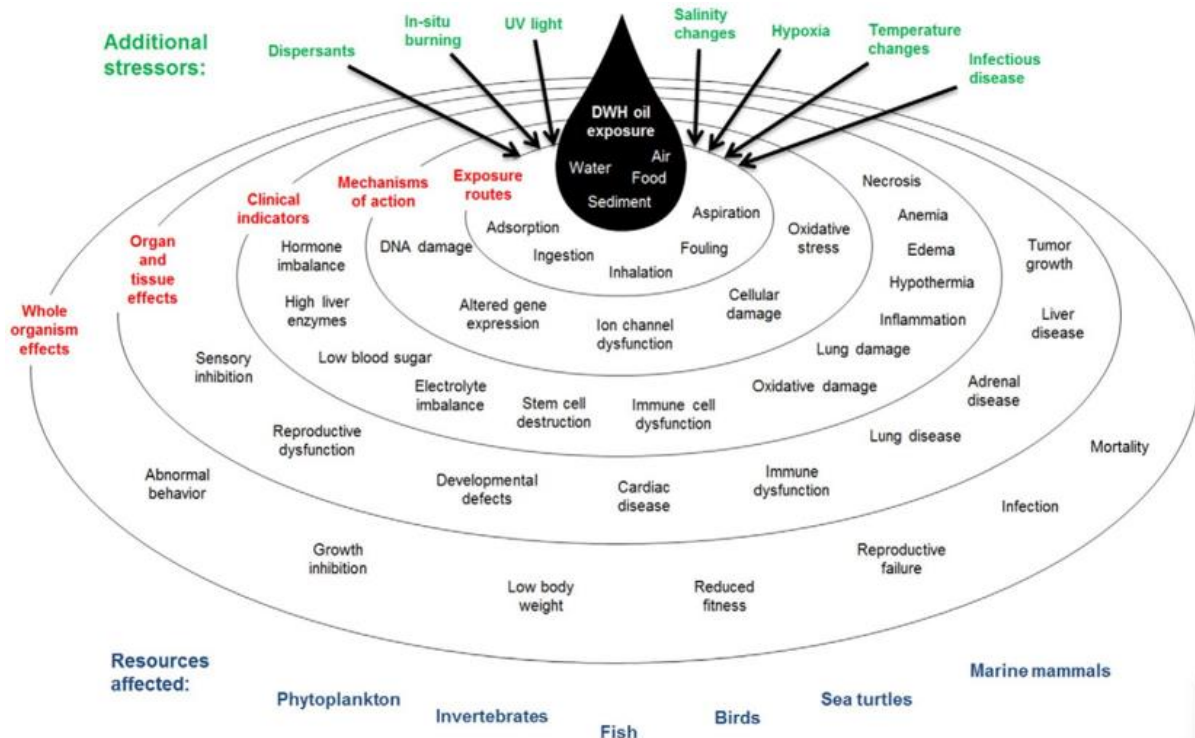 Additional
stressors:
Dispersants
In-situ
burning
UV light
Salinity
changes
Hypoxia
Temperature
changes
Infectious
disease
DWH oil
exposure
Water
Air
Food
Sediment
Exposure
routes
Adsorption
Ingestion
Inhalation
Fouling
Aspiration
Mechanisms
of action
DNA damage
Altered gene
expression
Ion channel
dysfunction
Cellular
damage
Oxidative
stress
Clinical
indicators
Hormone
imbalance
High liver
enzymes
Low blood sugar
Electrolyte
imbalance
Stem cell
destruction
Immune cell
dysfunction
Oxidative damage
Lung damage
Inflammation
Hypothermia
Edema
Anemia
Necrosis
Organ
and
tissue
effects
Sensory
inhibition
Reproductive
dysfunction
Developmental
defects
Cardiac
disease
Immune
dysfunction
Lung disease
Adrenal
disease
Liver
disease
Tumor
growth
Whole
organism
effects
Abnormal
behavior
Growth
inhibition
Low body
weight
Reduced
fitness
Reproductive
failure
Infection
Mortality
Resources
affected:
Phytoplankton
Invertebrates
Fish
Birds
Sea turtles
Marine mammals